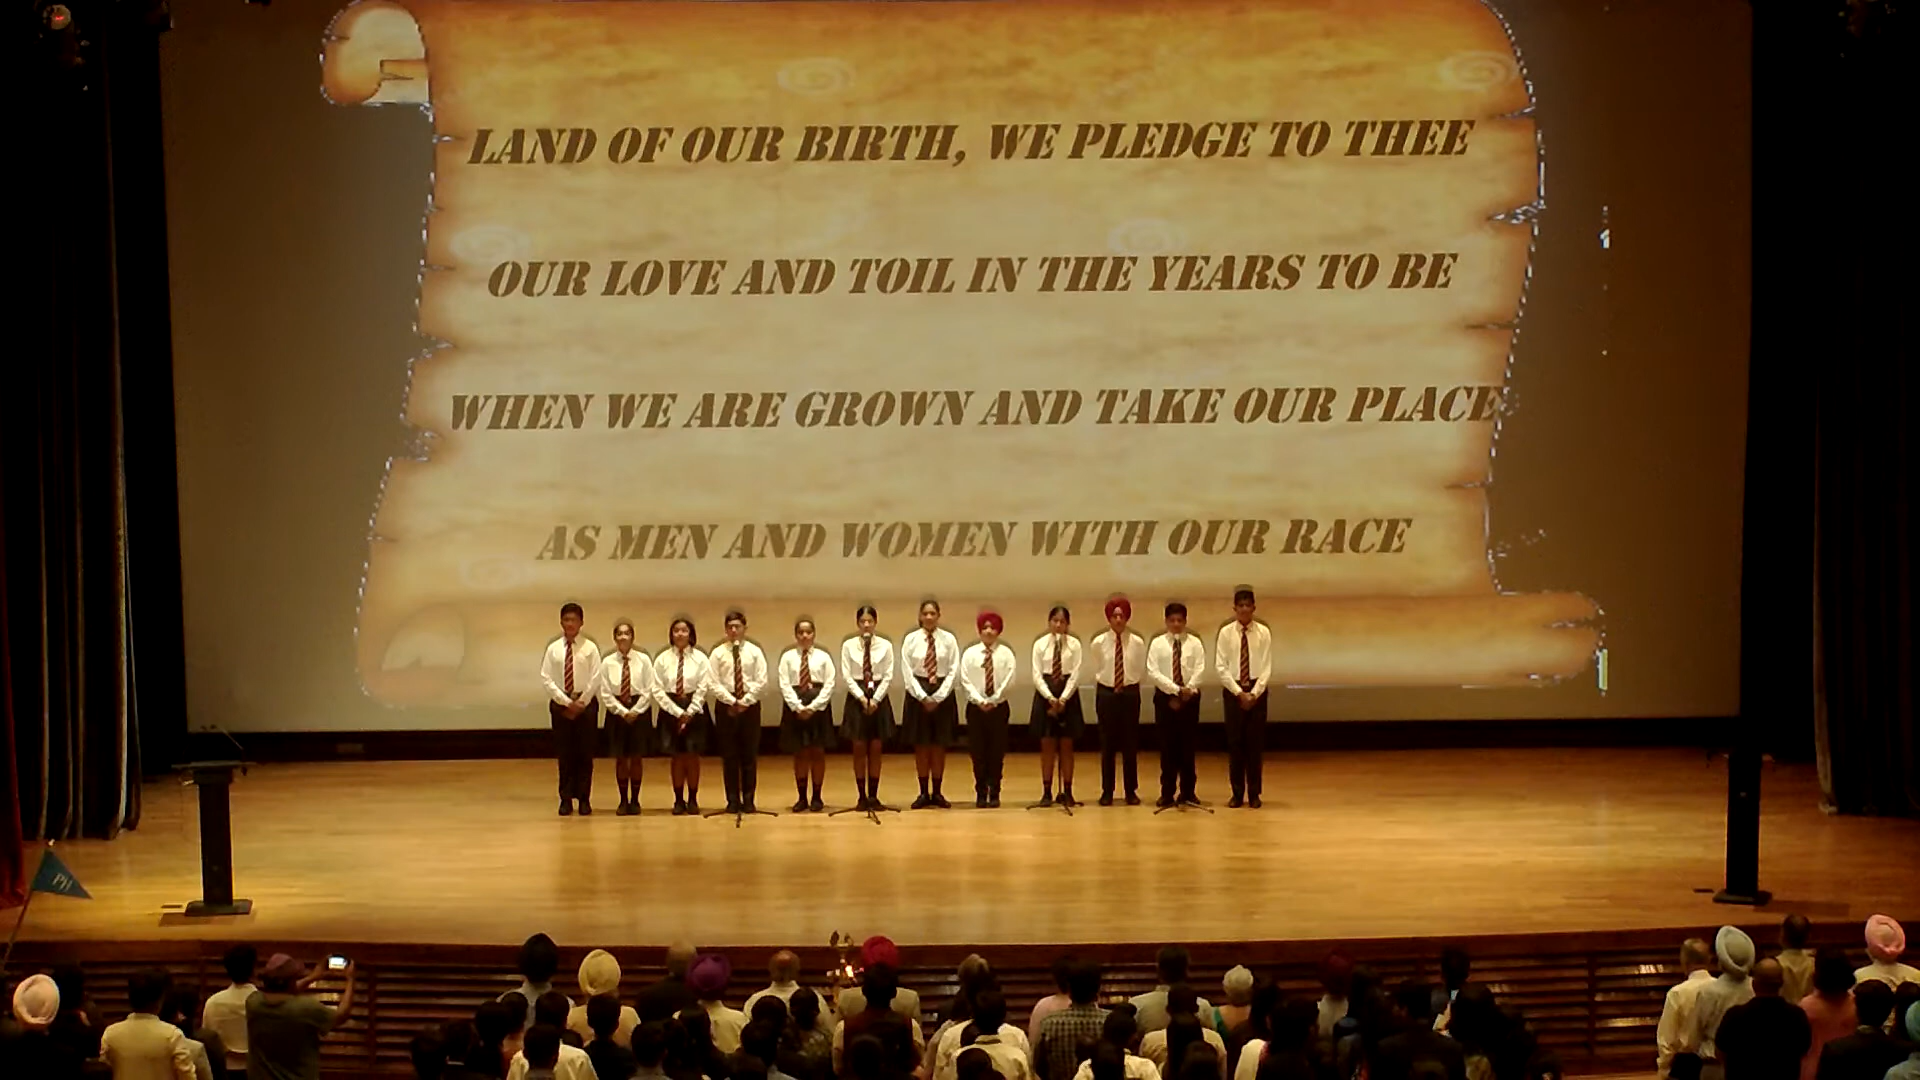 LAND OF OUR BIRTH, WE PLEDGE TO THEE
OUR LOVE AND TOIL IN THE YEARS TO BE
WHEN WE ARE GROWN AND TAKE OUR PLACE
AS MEN AND WOMEN WITH OUR RACE
PH